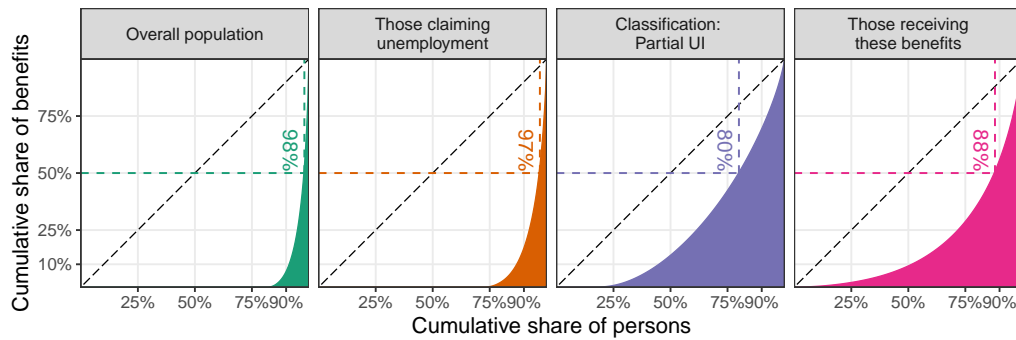 Overall population
Those claiming
unemployment
Classification:
Partial UI
Those receiving
these benefits
Cumulative share of benefits
75%
50%
25%
10%
98%
97%
80%
88%
25% 50% 75% 90%
25% 50% 75% 90%
25% 50% 75% 90%
25% 50% 75% 90%
Cumulative share of persons